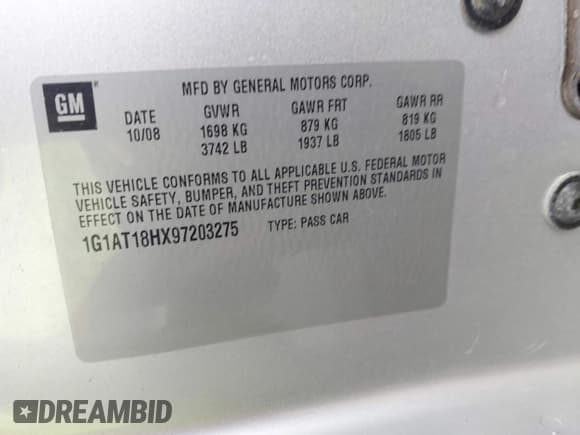 MFD BY GENERAL MOTORS CORP.
GM
DATE GVWR GAWR FRT GAWR RR
10/08 1698 KG 879 KG 819 KG
3742 LB 1937 LB 1805 LB
THIS VEHICLE CONFORMS TO ALL APPLICABLE U.S. FEDERAL MOTOR
VEHICLE SAFETY, BUMPER, AND THEFT PREVENTION STANDARDS IN
EFFECT ON THE DATE OF MANUFACTURE SHOWN ABOVE.
1G1AT18HX97203275 TYPE: PASS CAR
DREAMBID